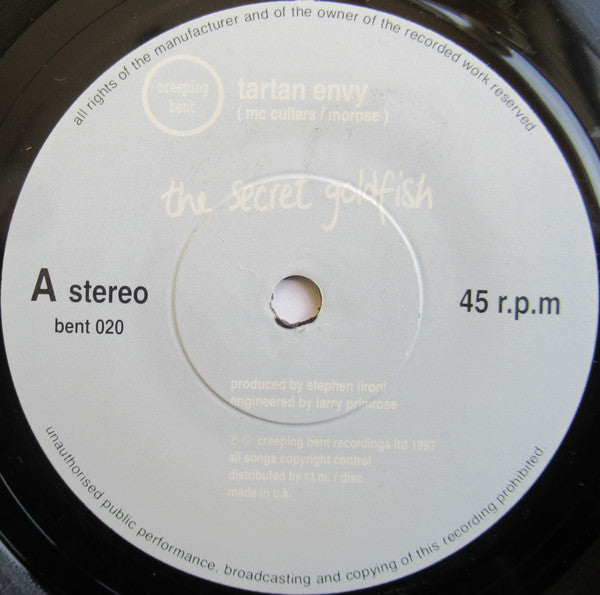 all rights of the manufacturer and of the owner of the recorded work reserved.
creeping
bent
tartan envy
( mc cullars / morose )
the secret goldfish
A stereo
bent 020
45 r.p.m
produced by stephen lironi
engineered by larry primrose
℗ © creeping bent recordings ltd 1997
all songs copyright control
distributed by r.t.m. / disc
made in u.k.
unauthorised public performance, broadcasting and copying of this recording prohibited.